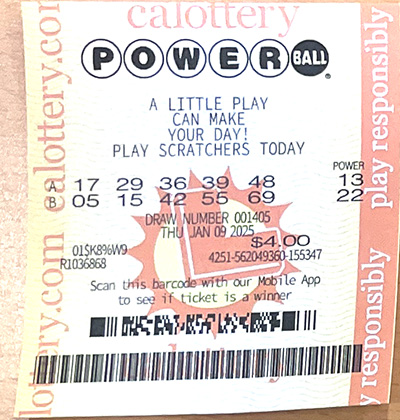 calottery
POWERBALL®
A LITTLE PLAY
CAN MAKE
YOUR DAY!
PLAY SCRATCHERS TODAY
POWER
A 17 29 36 39 48 13
B 05 15 42 55 69 22
DRAW NUMBER 001405
THU JAN 09 2025
$4.00
01$K8%W9
R1036868
4251-562049360-155347
Scan this barcode with our Mobile App
to see if ticket is a winner
lottery.com calottery.com
play responsibly
y responsibly